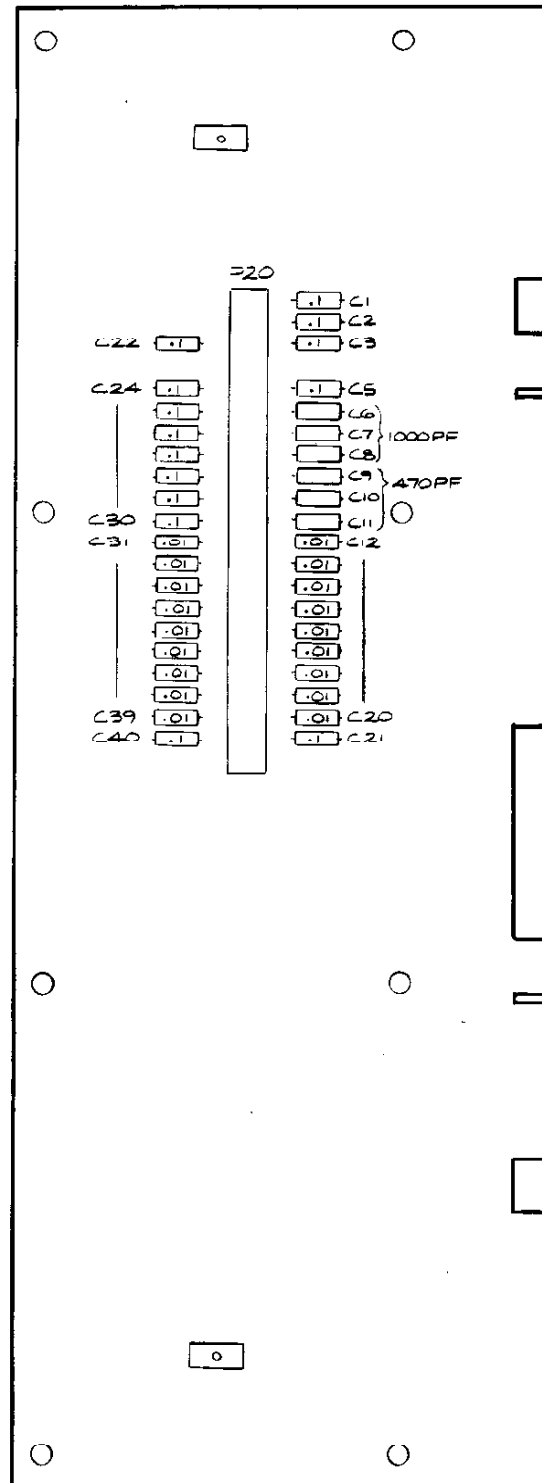 P20
.1 C1
.1 C2
C22 .1 .1 C3
C24 .1 .1 C5
.1 C6
.1 C7 1000PF
.1 C8
.1 C9 470PF
.1 C10
C30 .1 C11
C31 .01 .01 C12
.01 .01
.01 .01
.01 .01
.01 .01
.01 .01
.01 .01
.01 .01
C39 .01 .01 C20
C40 .1 .1 C21